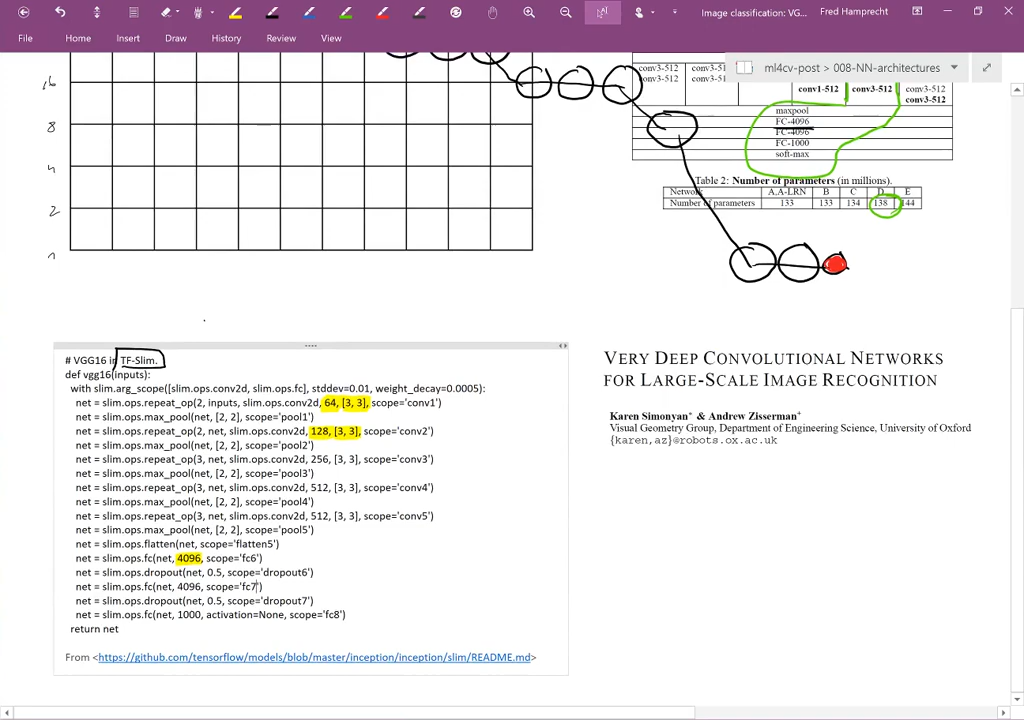 Image classification: VG...
Fred Hamprecht
File Home Insert Draw History Review View
ml4cv-post > 008-NN-architectures
16
8
4
2
conv3-512
conv3-512
conv1-512 conv3-512 conv3-512
conv3-512
maxpool
FC-4096
FC-4096
FC-1000
soft-max
Table 2: Number of parameters (in millions).
Network A,A-LRN B C D E
Number of parameters 133 133 134 138 144
# VGG16 in TF-Slim.
def vgg16(inputs):
with slim.arg_scope([slim.ops.conv2d, slim.ops.fc], stddev=0.01, weight_decay=0.0005):
net = slim.ops.repeat_op(2, inputs, slim.ops.conv2d, 64, [3, 3], scope='conv1')
net = slim.ops.max_pool(net, [2, 2], scope='pool1')
net = slim.ops.repeat_op(2, net, slim.ops.conv2d, 128, [3, 3], scope='conv2')
net = slim.ops.max_pool(net, [2, 2], scope='pool2')
net = slim.ops.repeat_op(3, net, slim.ops.conv2d, 256, [3, 3], scope='conv3')
net = slim.ops.max_pool(net, [2, 2], scope='pool3')
net = slim.ops.repeat_op(3, net, slim.ops.conv2d, 512, [3, 3], scope='conv4')
net = slim.ops.max_pool(net, [2, 2], scope='pool4')
net = slim.ops.repeat_op(3, net, slim.ops.conv2d, 512, [3, 3], scope='conv5')
net = slim.ops.max_pool(net, [2, 2], scope='pool5')
net = slim.ops.flatten(net, scope='flatten5')
net = slim.ops.fc(net, 4096, scope='fc6')
net = slim.ops.dropout(net, 0.5, scope='dropout6')
net = slim.ops.fc(net, 4096, scope='fc7')
net = slim.ops.dropout(net, 0.5, scope='dropout7')
net = slim.ops.fc(net, 1000, activation=None, scope='fc8')
return net
From <https://github.com/tensorflow/models/blob/master/inception/inception/slim/README.md>
VERY DEEP CONVOLUTIONAL NETWORKS
FOR LARGE-SCALE IMAGE RECOGNITION
Karen Simonyan* & Andrew Zisserman+
Visual Geometry Group, Department of Engineering Science, University of Oxford
{karen,az}@robots.ox.ac.uk